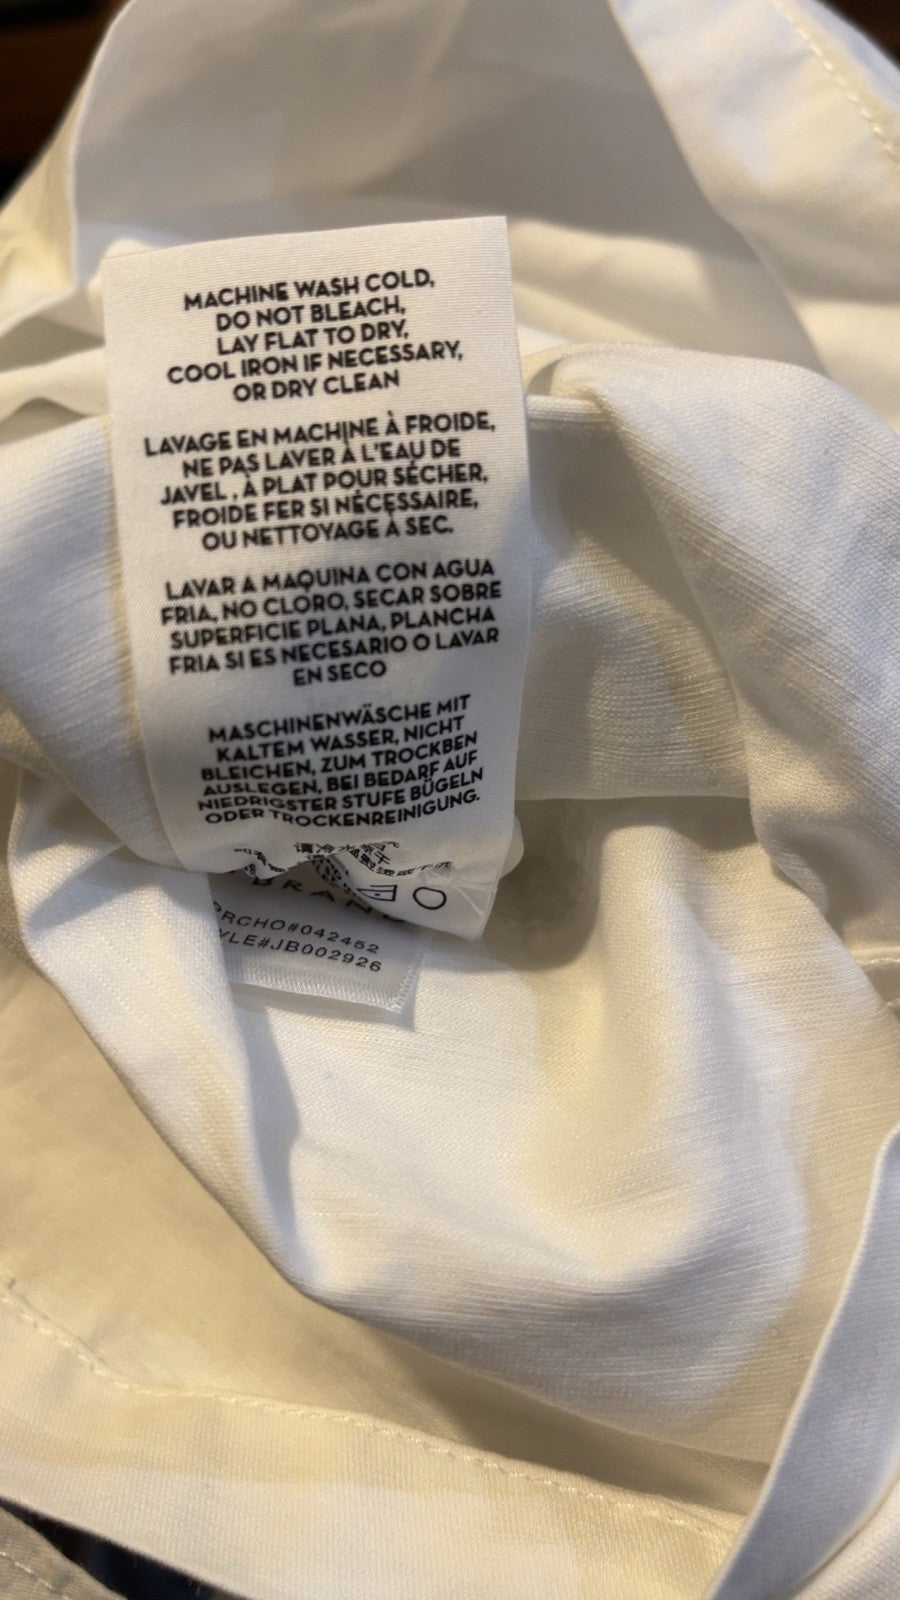 MACHINE WASH COLD,
DO NOT BLEACH,
LAY FLAT TO DRY,
COOL IRON IF NECESSARY,
OR DRY CLEAN
LAVAGE EN MACHINE À FROIDE,
NE PAS LAVER À L'EAU DE
JAVEL , À PLAT POUR SÉCHER,
FROIDE FER SI NÉCESSAIRE,
OU NETTOYAGE À SEC.
LAVAR A MAQUINA CON AGUA
FRIA, NO CLORO, SECAR SOBRE
SUPERFICIE PLANA, PLANCHA
FRIA SI ES NECESARIO O LAVAR
EN SECO
MASCHINENWÄSCHE MIT
KALTEM WASSER, NICHT
BLEICHEN, ZUM TROCKBEN
AUSLEGEN, BEI BEDARF AUF
NIEDRIGSTER STUFE BÜGELN
ODER TROCKENREINIGUNG.
BRAND
PRCHO#042452
YLE#JB002926